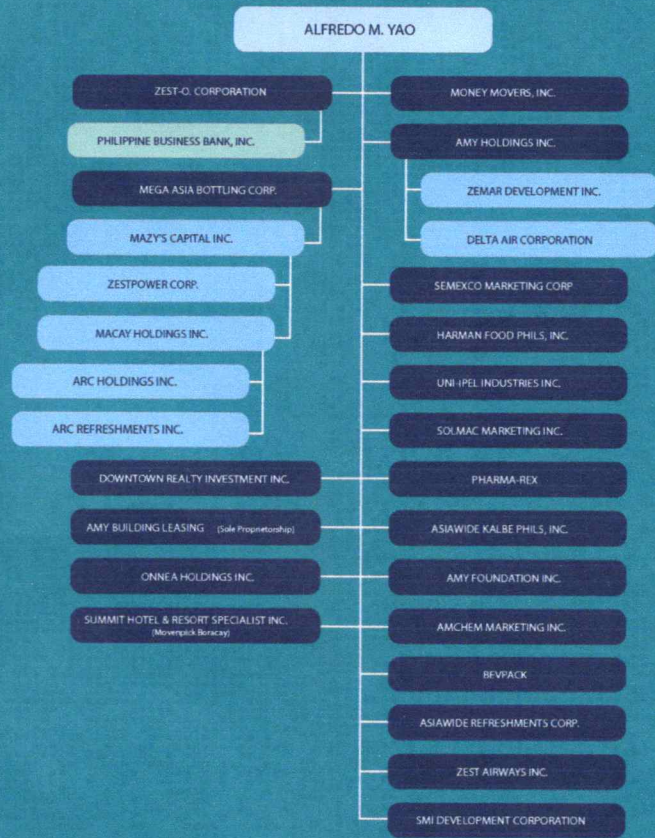 ALFREDO M. YAO
ZEST-O. CORPORATION
PHILIPPINE BUSINESS BANK, INC.
MEGA ASIA BOTTLING CORP.
MAZY'S CAPITAL INC.
ZESTPOWER CORP.
MACAY HOLDINGS INC.
ARC HOLDINGS INC.
ARC REFRESHMENTS INC.
DOWNTOWN REALTY INVESTMENT INC.
AMY BUILDING LEASING (Sole Proprietorship)
ONNEA HOLDINGS INC.
SUMMIT HOTEL & RESORT SPECIALIST INC.
(Movenpick Boracay)
MONEY MOVERS, INC.
AMY HOLDINGS INC.
ZEMAR DEVELOPMENT INC.
DELTA AIR CORPORATION
SEMEXCO MARKETING CORP
HARMAN FOOD PHILS, INC.
UNI-IPEL INDUSTRIES INC.
SOLMAC MARKETING INC.
PHARMA-REX
ASIAWIDE KALBE PHILS, INC.
AMY FOUNDATION INC.
AMCHEM MARKETING INC.
BEVPACK
ASIAWIDE REFRESHMENTS CORP.
ZEST AIRWAYS INC.
SMI DEVELOPMENT CORPORATION